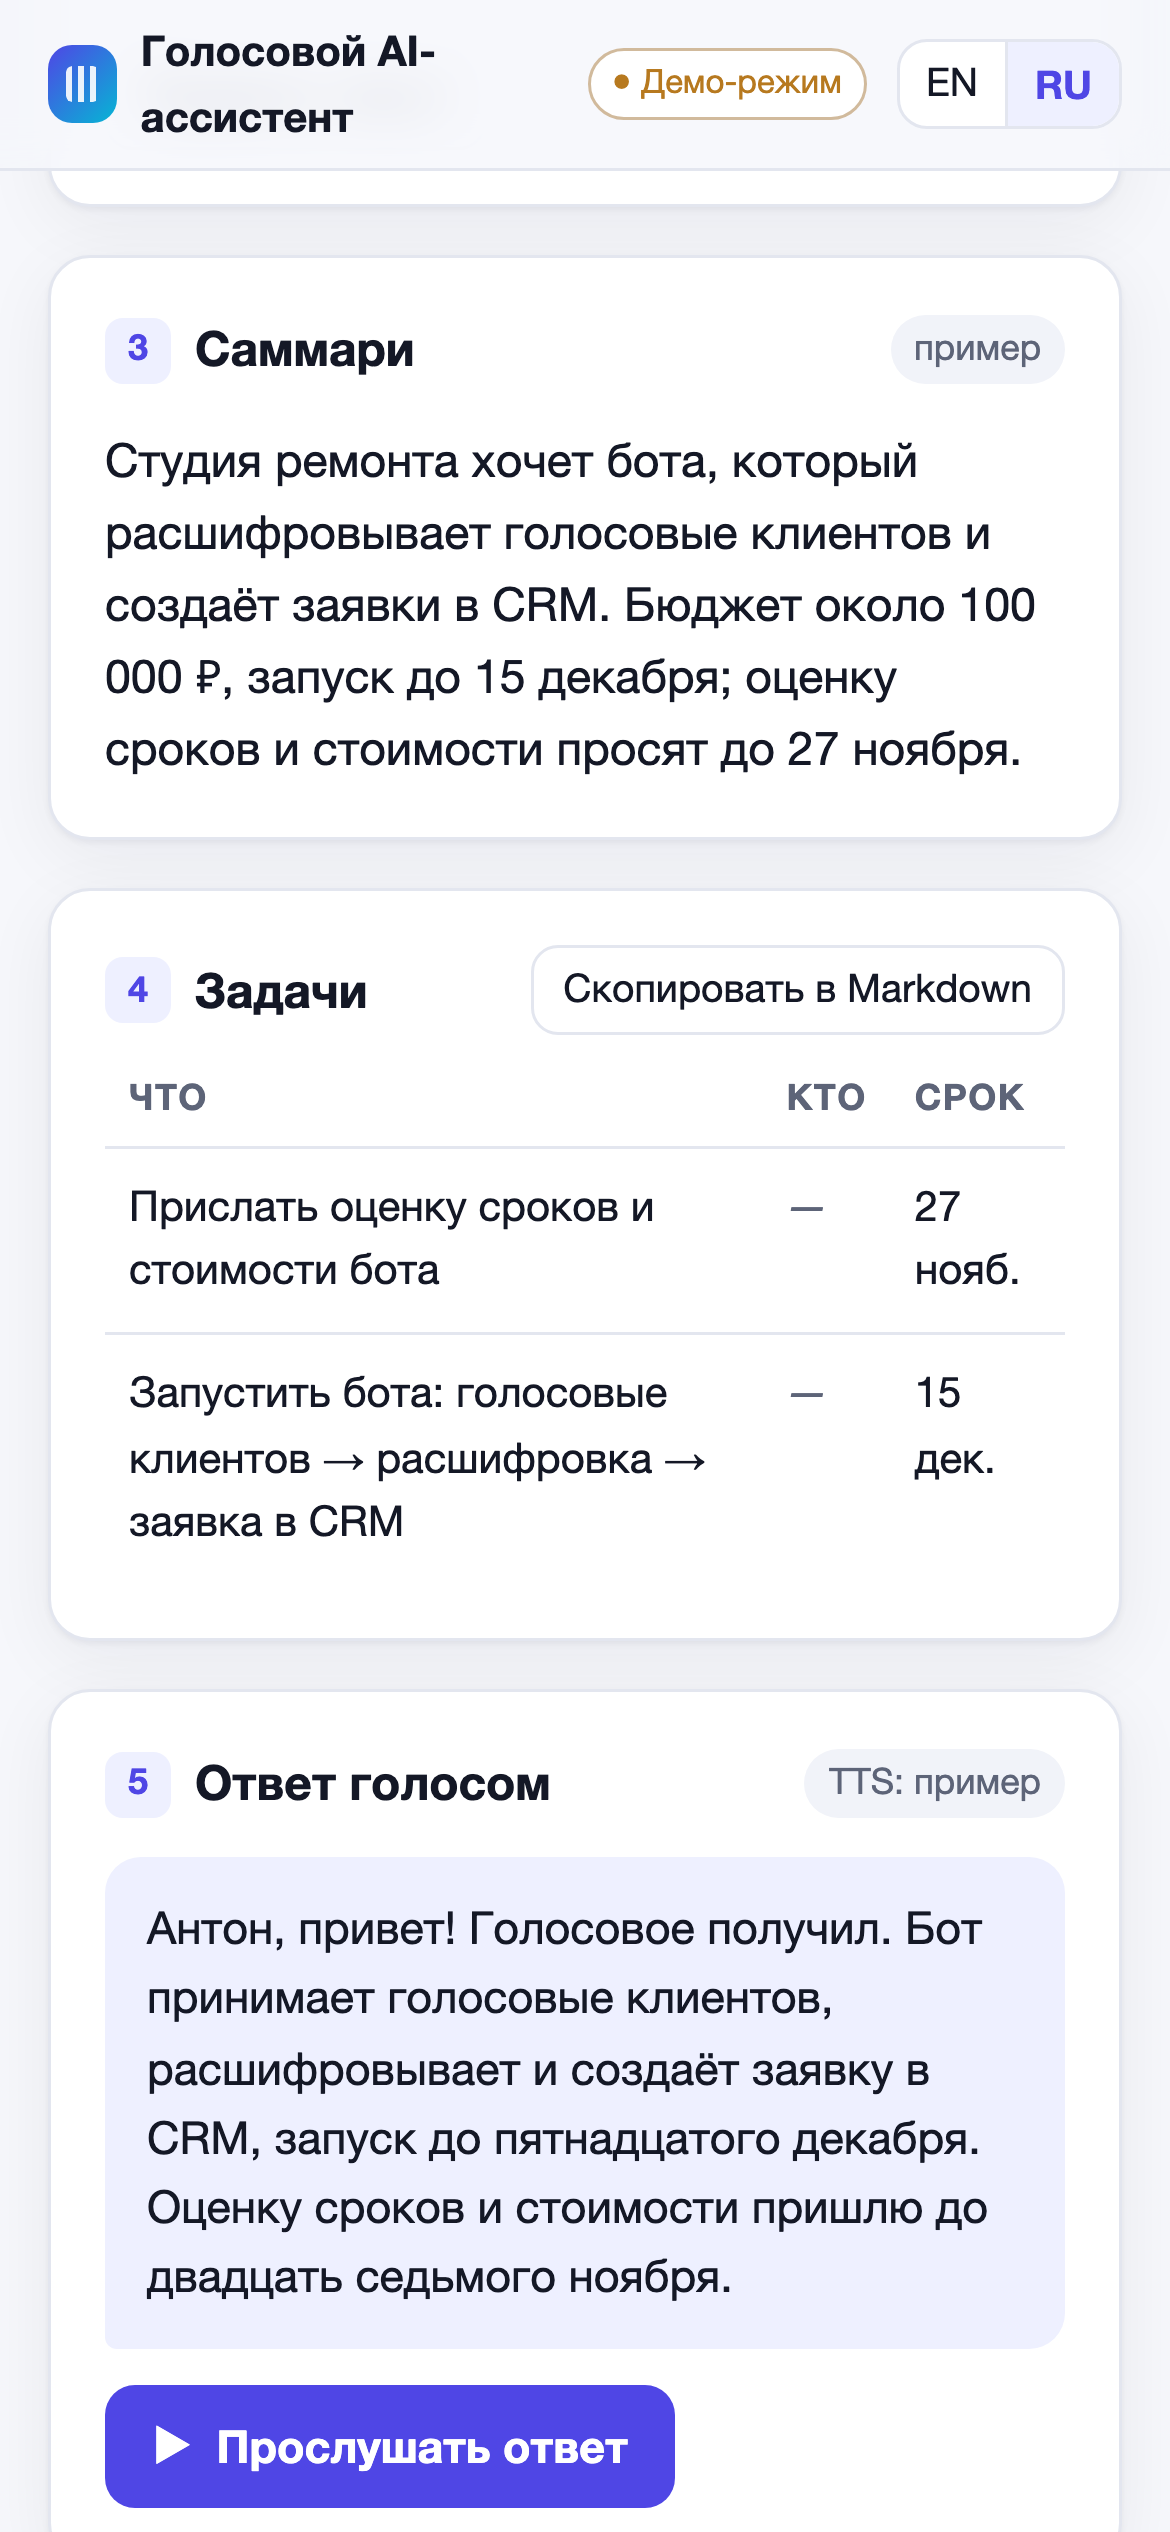 Голосовой AI-
ассистент
Демо-режим
EN
RU
3
Саммари
пример
Студия ремонта хочет бота, который
расшифровывает голосовые клиентов и
создаёт заявки в CRM. Бюджет около 100
000 ₽, запуск до 15 декабря; оценку
сроков и стоимости просят до 27 ноября.
4
Задачи
Скопировать в Markdown
ЧТО
КТО
СРОК
Прислать оценку сроков и
стоимости бота
—
27
нояб.
Запустить бота: голосовые
клиентов → расшифровка →
заявка в CRM
—
15
дек.
5
Ответ голосом
TTS: пример
Антон, привет! Голосовое получил. Бот
принимает голосовые клиентов,
расшифровывает и создаёт заявку в
CRM, запуск до пятнадцатого декабря.
Оценку сроков и стоимости пришлю до
двадцать седьмого ноября.
Прослушать ответ